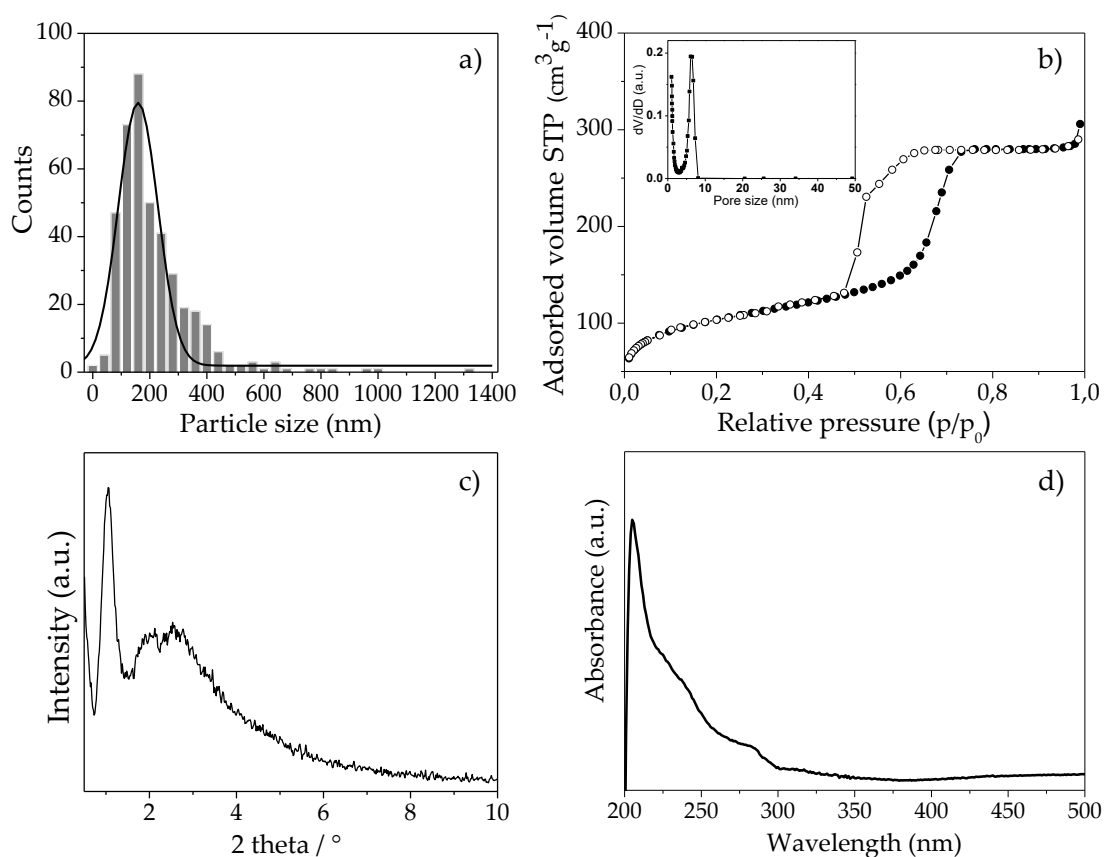 a)
100
80
60
40
20
0
Counts
0 200 400 600 800 1000 1200 1400
Particle size (nm)
b)
400
300
200
100
Adsorbed volume STP (cm³g⁻¹)
0.2
0.1
0.0
dV/dD (a.u.)
0 10 20 30 40 50
Pore size (nm)
0,0 0,2 0,4 0,6 0,8 1,0
Relative pressure (p/p₀)
c)
Intensity (a.u.)
2 4 6 8 10
2 theta / °
d)
Absorbance (a.u.)
200 250 300 350 400 450 500
Wavelength (nm)